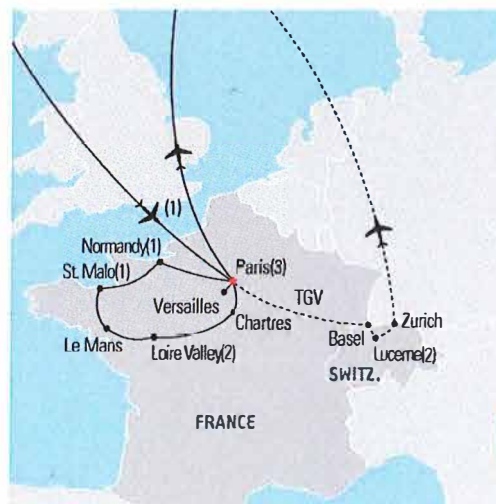 (1)
Normandy(1)
St. Malo(1)
Paris(3)
Versailles
TGV
Chartres
Zurich
Basel
Le Mans
Loire Valley(2)
Lucerne(2)
SWITZ.
FRANCE